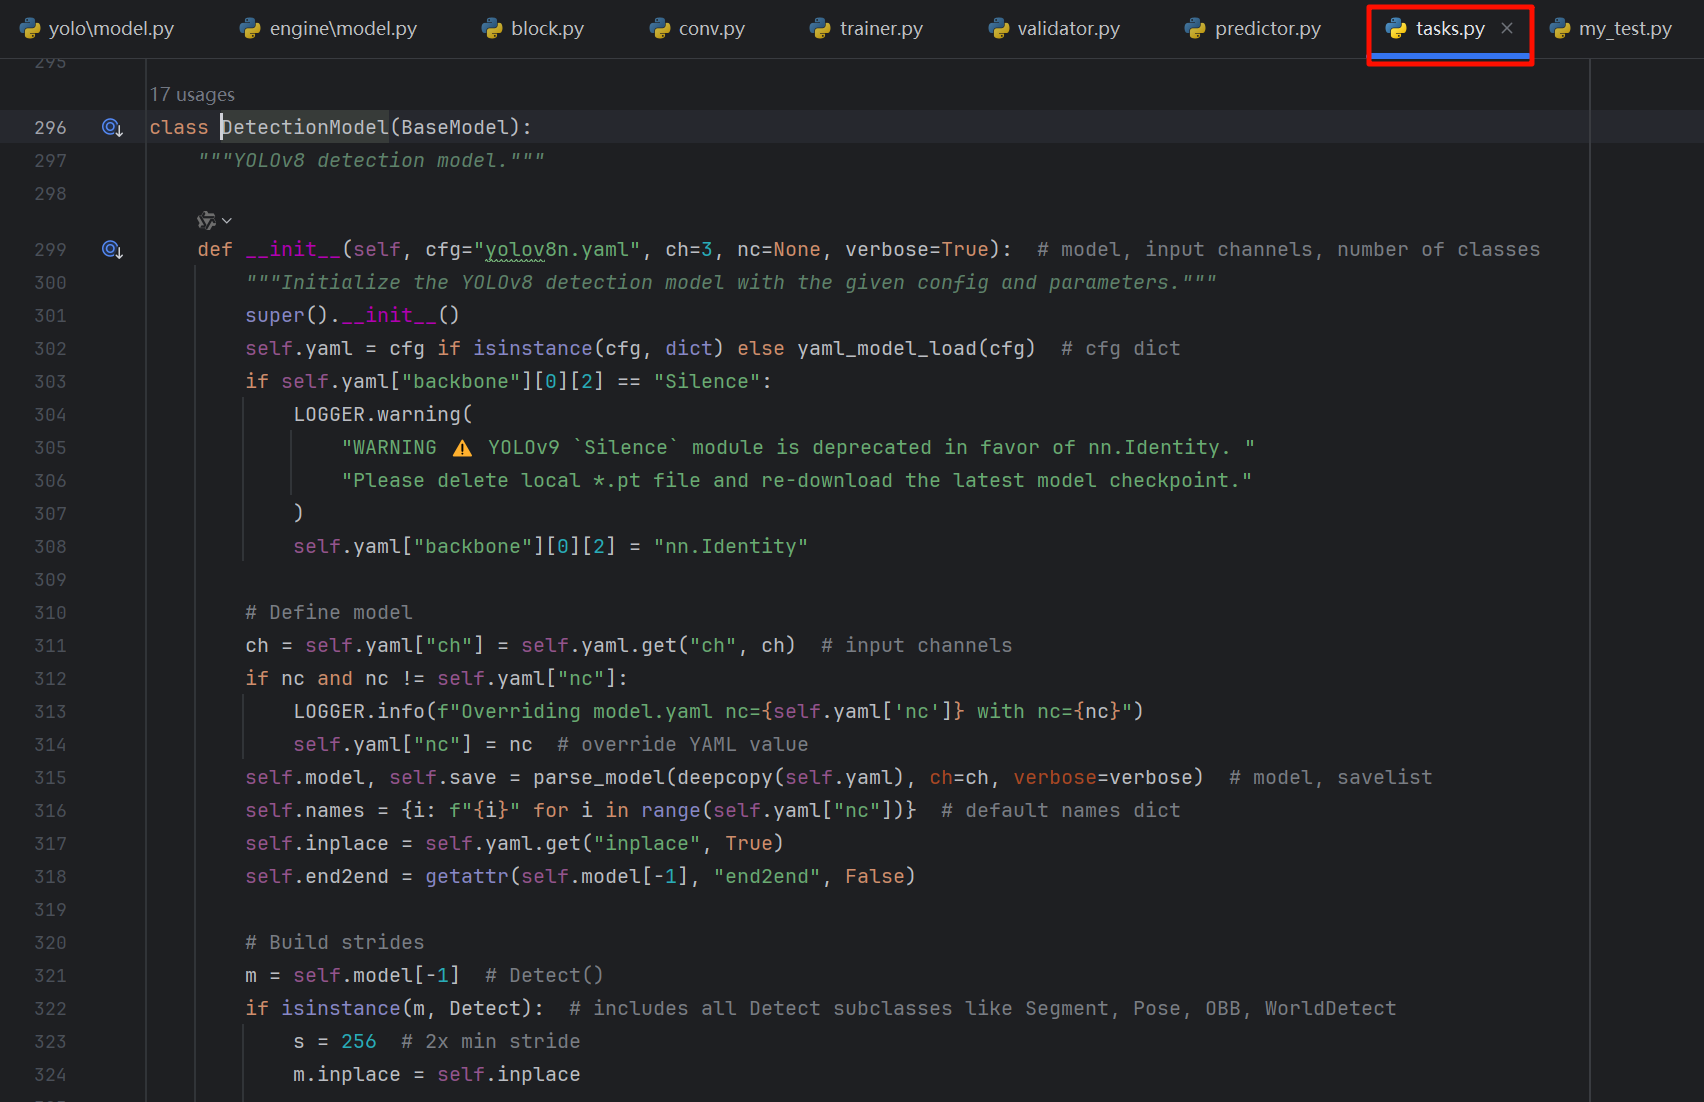 yolo\model.py engine\model.py block.py conv.py trainer.py validator.py predictor.py tasks.py × my_test.py
295
17 usages
296 class DetectionModel(BaseModel):
297 """YOLOv8 detection model."""
298
299 def __init__(self, cfg="yolov8n.yaml", ch=3, nc=None, verbose=True):  # model, input channels, number of classes
300 """Initialize the YOLOv8 detection model with the given config and parameters."""
301 super().__init__()
302 self.yaml = cfg if isinstance(cfg, dict) else yaml_model_load(cfg)  # cfg dict
303 if self.yaml["backbone"][0][2] == "Silence":
304 LOGGER.warning(
305 "WARNING ⚠️ YOLOv9 `Silence` module is deprecated in favor of nn.Identity. "
306 "Please delete local *.pt file and re-download the latest model checkpoint."
307 )
308 self.yaml["backbone"][0][2] = "nn.Identity"
309
310 # Define model
311 ch = self.yaml["ch"] = self.yaml.get("ch", ch)  # input channels
312 if nc and nc != self.yaml["nc"]:
313 LOGGER.info(f"Overriding model.yaml nc={self.yaml['nc']} with nc={nc}")
314 self.yaml["nc"] = nc  # override YAML value
315 self.model, self.save = parse_model(deepcopy(self.yaml), ch=ch, verbose=verbose)  # model, savelist
316 self.names = {i: f"{i}" for i in range(self.yaml["nc"])}  # default names dict
317 self.inplace = self.yaml.get("inplace", True)
318 self.end2end = getattr(self.model[-1], "end2end", False)
319
320 # Build strides
321 m = self.model[-1]  # Detect()
322 if isinstance(m, Detect):  # includes all Detect subclasses like Segment, Pose, OBB, WorldDetect
323 s = 256  # 2x min stride
324 m.inplace = self.inplace